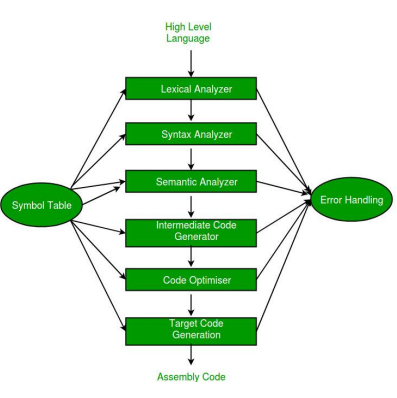 High Level
Language
Lexical Analyzer
Syntax Analyzer
Semantic Analyzer
Symbol Table
Error Handling
Intermediate Code
Generator
Code Optimiser
Target Code
Generation
Assembly Code